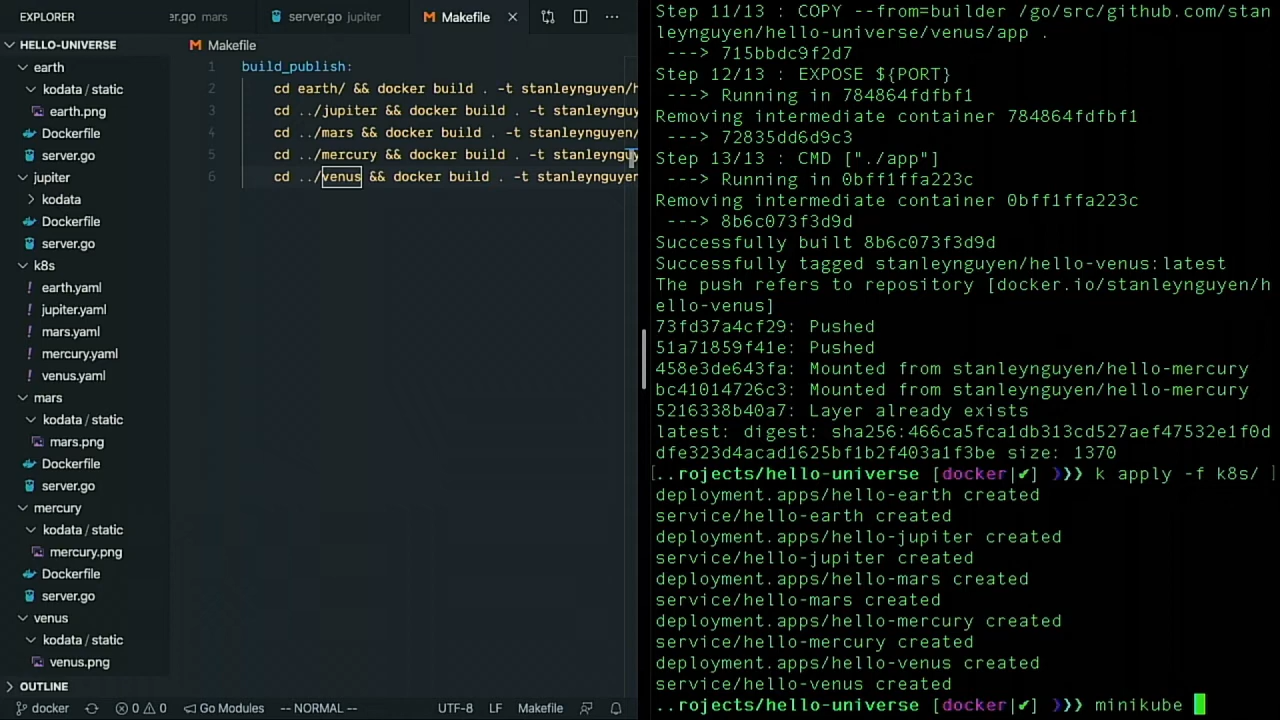 er.go mars
server.go jupiter
Makefile
HELLO-UNIVERSE
earth
kodata / static
earth.png
Dockerfile
server.go
jupiter
kodata
Dockerfile
server.go
k8s
! earth.yaml
! jupiter.yaml
! mars.yaml
! mercury.yaml
! venus.yaml
mars
kodata / static
mars.png
Dockerfile
server.go
mercury
kodata / static
mercury.png
Dockerfile
server.go
venus
kodata / static
venus.png
OUTLINE
Makefile
1 build_publish:
2 cd earth/ && docker build . -t stanleynguyen/h
3 cd ../jupiter && docker build . -t stanleynguy
4 cd ../mars && docker build . -t stanleynguyen/
5 cd ../mercury && docker build . -t stanleynguy
6 cd ../venus && docker build . -t stanleynguyen
docker 0 0 Go Modules -- NORMAL -- UTF-8 LF Makefile
Step 11/13 : COPY --from=builder /go/src/github.com/stan
leynguyen/hello-universe/venus/app .
---> 715bbdc9f2d7
Step 12/13 : EXPOSE ${PORT}
---> Running in 784864fdfbf1
Removing intermediate container 784864fdfbf1
---> 72835dd6d9c3
Step 13/13 : CMD ["./app"]
---> Running in 0bff1ffa223c
Removing intermediate container 0bff1ffa223c
---> 8b6c073f3d9d
Successfully built 8b6c073f3d9d
Successfully tagged stanleynguyen/hello-venus:latest
The push refers to repository [docker.io/stanleynguyen/h
ello-venus]
73fd37a4cf29: Pushed
51a71859f41e: Pushed
458e3de643fa: Mounted from stanleynguyen/hello-mercury
bc41014726c3: Mounted from stanleynguyen/hello-mercury
5216338b40a7: Layer already exists
latest: digest: sha256:466ca5fca1db313cd527aef47532e1f0d
dfe323d4acad1625bf1b2f403a1f3be size: 1370
[..rojects/hello-universe [docker|✔] ❯❯❯ k apply -f k8s/ ]
deployment.apps/hello-earth created
service/hello-earth created
deployment.apps/hello-jupiter created
service/hello-jupiter created
deployment.apps/hello-mars created
service/hello-mars created
deployment.apps/hello-mercury created
service/hello-mercury created
deployment.apps/hello-venus created
service/hello-venus created
..rojects/hello-universe [docker|✔] ❯❯❯ minikube